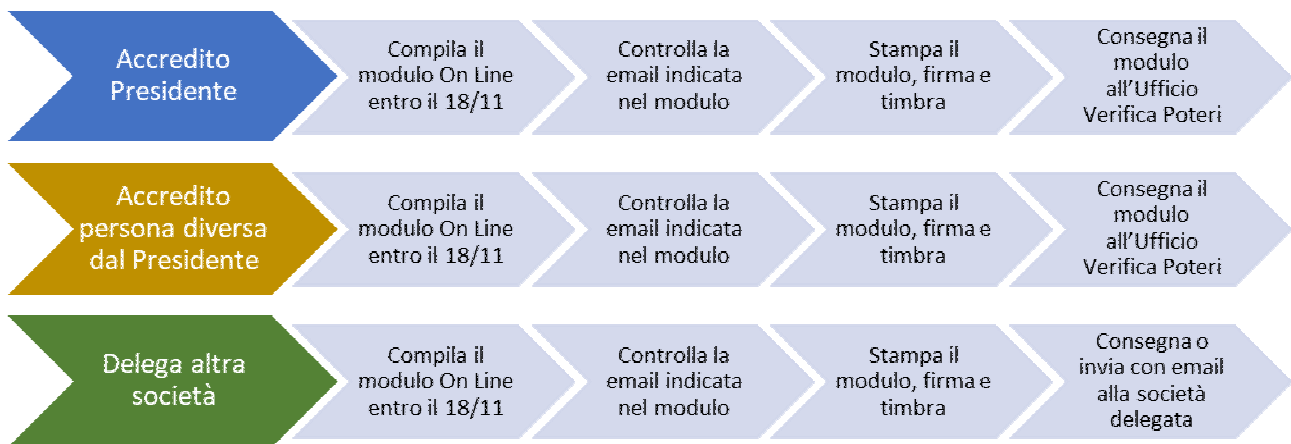 Accredito
Presidente
Compila il
modulo On Line
entro il 18/11
Controlla la
email indicata
nel modulo
Stampa il
modulo, firma e
timbra
Consegna il
modulo
all'Ufficio
Verifica Poteri
Accredito
persona diversa
dal Presidente
Compila il
modulo On Line
entro il 18/11
Controlla la
email indicata
nel modulo
Stampa il
modulo, firma e
timbra
Consegna il
modulo
all'Ufficio
Verifica Poteri
Delega altra
società
Compila il
modulo On Line
entro il 18/11
Controlla la
email indicata
nel modulo
Stampa il
modulo, firma e
timbra
Consegna o
invia con email
alla società
delegata